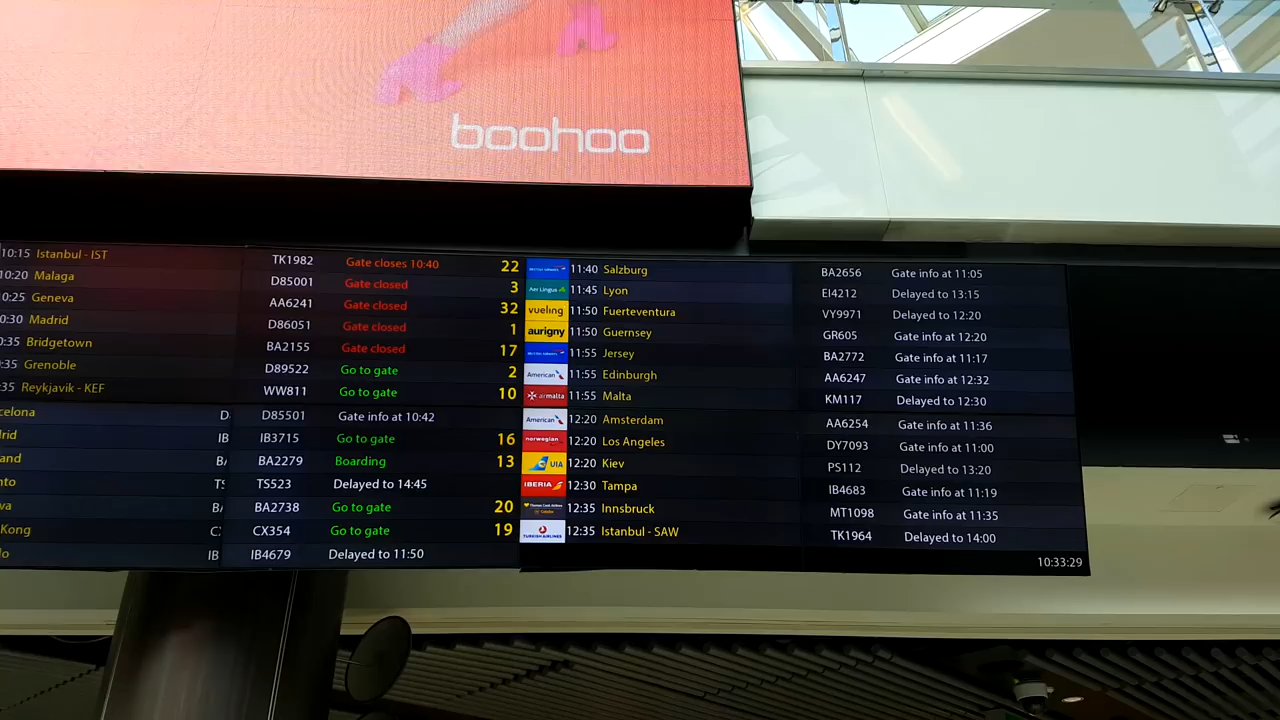 boohoo
10:15 Istanbul - IST TK1982 Gate closes 10:40 22
10:20 Malaga D85001 Gate closed 3
0:25 Geneva AA6241 Gate closed 32
0:30 Madrid D86051 Gate closed 1
0:35 Bridgetown BA2155 Gate closed 17
:35 Grenoble D89522 Go to gate 2
:35 Reykjavik - KEF WW811 Go to gate 10
celona D D85501 Gate info at 10:42
rid IB IB3715 Go to gate 16
and BA BA2279 Boarding 13
nto TS TS523 Delayed to 14:45
va BA BA2738 Go to gate 20
Kong CX CX354 Go to gate 19
lo IB IB4679 Delayed to 11:50
11:40 Salzburg BA2656 Gate info at 11:05
Aer Lingus 11:45 Lyon EI4212 Delayed to 13:15
vueling 11:50 Fuerteventura VY9971 Delayed to 12:20
aurigny 11:50 Guernsey GR605 Gate info at 12:20
11:55 Jersey BA2772 Gate info at 11:17
American 11:55 Edinburgh AA6247 Gate info at 12:32
airmalta 11:55 Malta KM117 Delayed to 12:30
American 12:20 Amsterdam AA6254 Gate info at 11:36
norwegian 12:20 Los Angeles DY7093 Gate info at 11:00
UIA 12:20 Kiev PS112 Delayed to 13:20
IBERIA 12:30 Tampa IB4683 Gate info at 11:19
Thomas Cook Airlines 12:35 Innsbruck MT1098 Gate info at 11:35
TURKISH AIRLINES 12:35 Istanbul - SAW TK1964 Delayed to 14:00
10:33:29